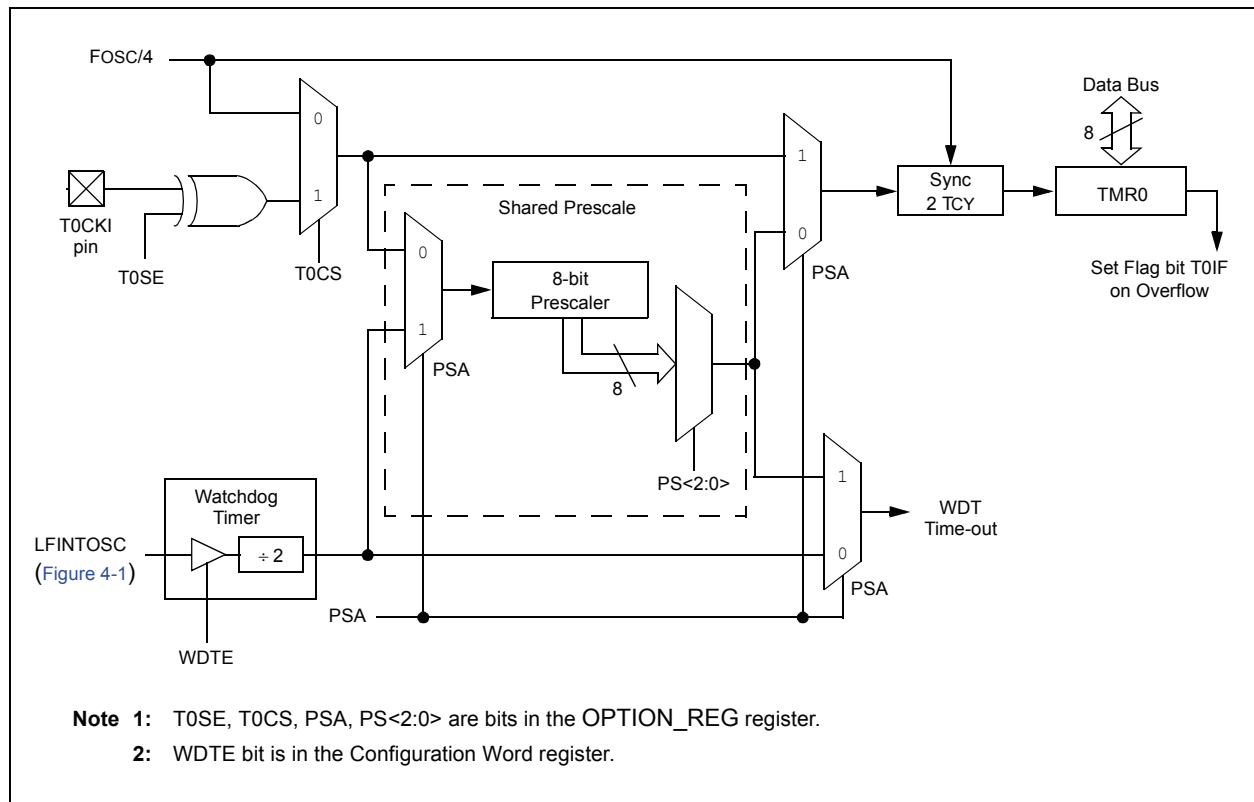 FOSC/4
Data Bus
8
0
1
1
0
T0CKI
pin
T0SE
T0CS
Shared Prescale
0
1
PSA
8-bit
Prescaler
8
PS<2:0>
PSA
Sync
2 TCY
TMR0
Set Flag bit T0IF
on Overflow
Watchdog
Timer
LFINTOSC
(Figure 4-1)
÷ 2
WDTE
1
0
WDT
Time-out
PSA
PSA
Note 1: T0SE, T0CS, PSA, PS<2:0> are bits in the OPTION_REG register.
2: WDTE bit is in the Configuration Word register.